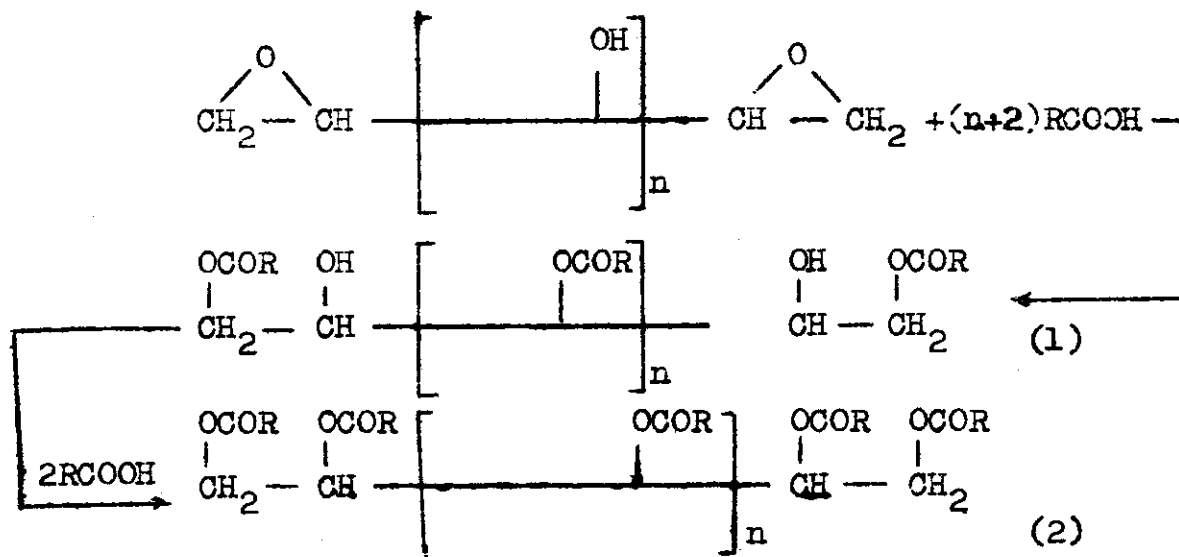 O OH O
CH2 — CH — [ ]n — CH — CH2 +(n+2)RCOOH
OCOR OH OCOR OH OCOR
CH2 — CH — [ ]n — CH — CH2 (1)
OCOR OCOR OCOR OCOR OCOR
2RCOOH CH2 — CH — [ ]n — CH — CH2 (2)